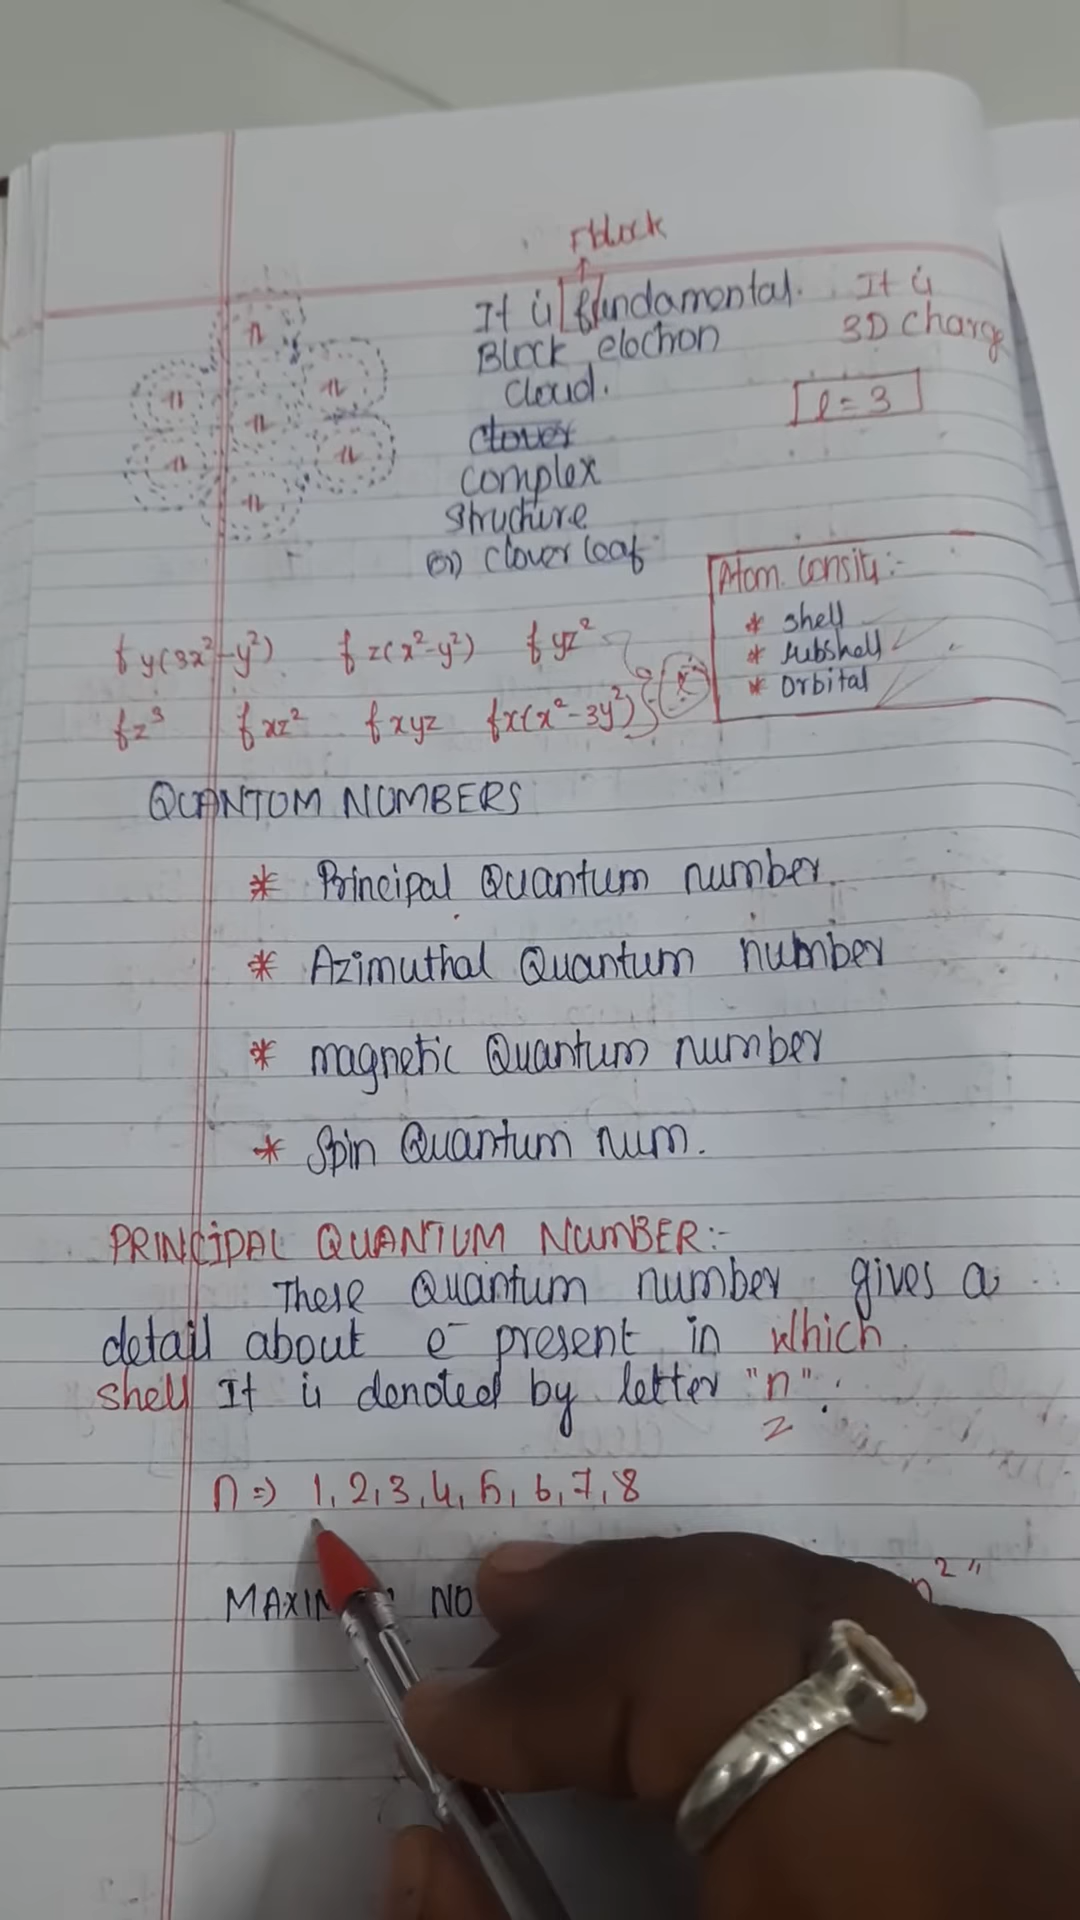 F block
It is fundamental. It is
Block electron 3D charge
cloud. l = 3
clover
complex
structure
(or) clover leaf
Atom
* shell
* subshell
* orbital
f y(3x²-y²) f z(x²-y²) f yz²
f z³ f xz² f xyz f x(x²-3y²)
QUANTOM NUMBERS
* Principal Quantum number
* Azimuthal Quantum number
* magnetic Quantum number
* Spin Quantum num.
PRINCIPAL QUANTUM NUMBER:-
These Quantum number gives a
detail about e⁻ present in which
shell It is denoted by letter "n".
n => 1, 2, 3, 4, 5, 6, 7, 8
NO n²"